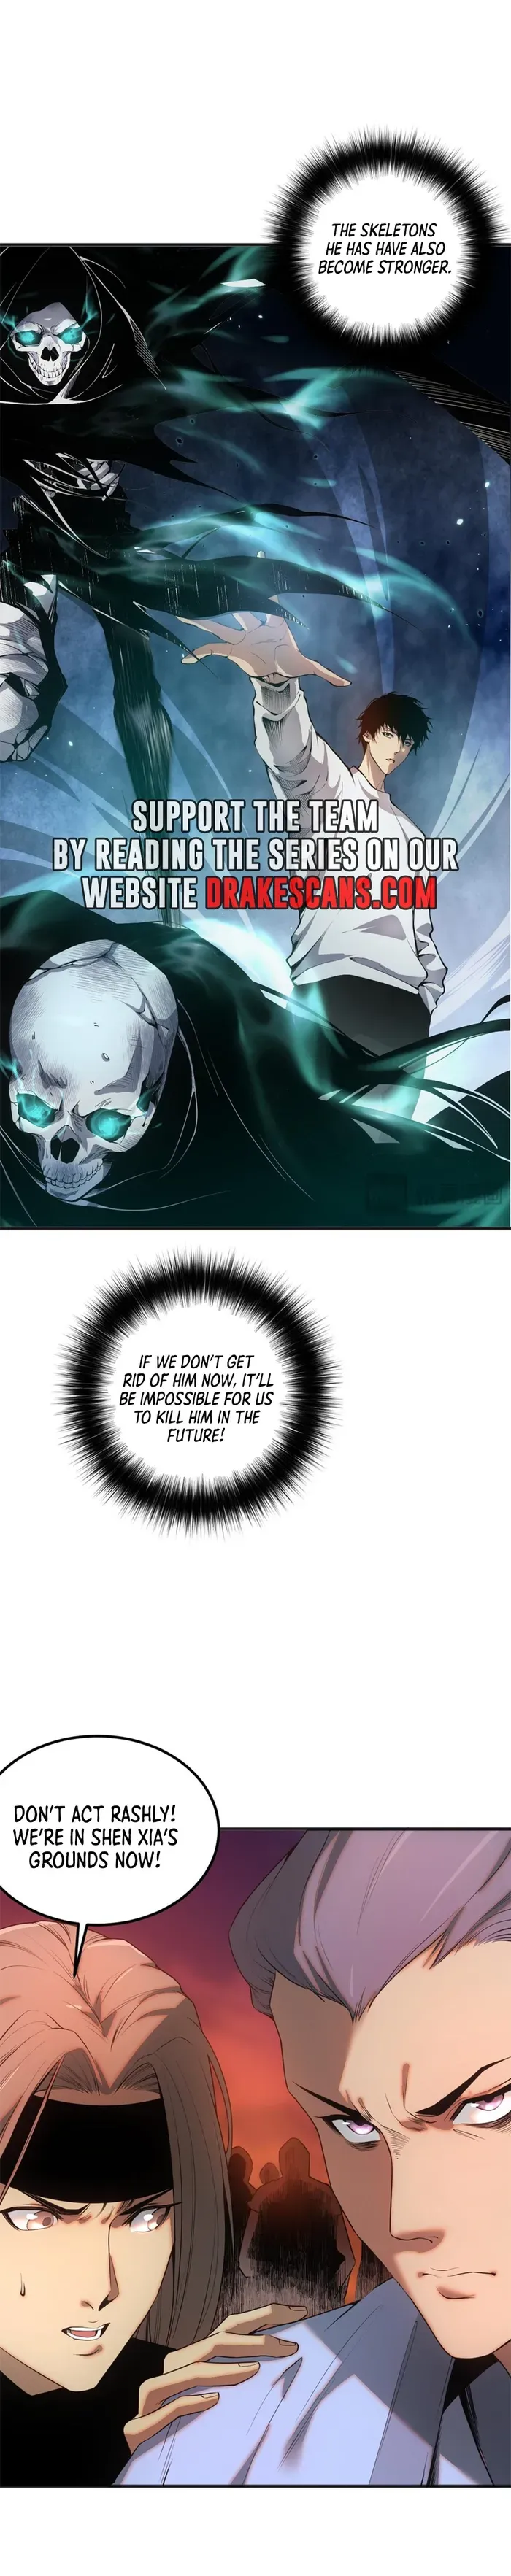 THE SKELETONS
HE HAS HAVE ALSO
BECOME STRONGER.
SUPPORT THE TEAM
BY READING THE SERIES ON OUR
WEBSITE DRAKESCANS.COM
IF WE DON'T GET
RID OF HIM NOW, IT'LL
BE IMPOSSIBLE FOR US
TO KILL HIM IN THE
FUTURE!
DON'T ACT RASHLY!
WE'RE IN SHEN XIA'S
GROUNDS NOW!